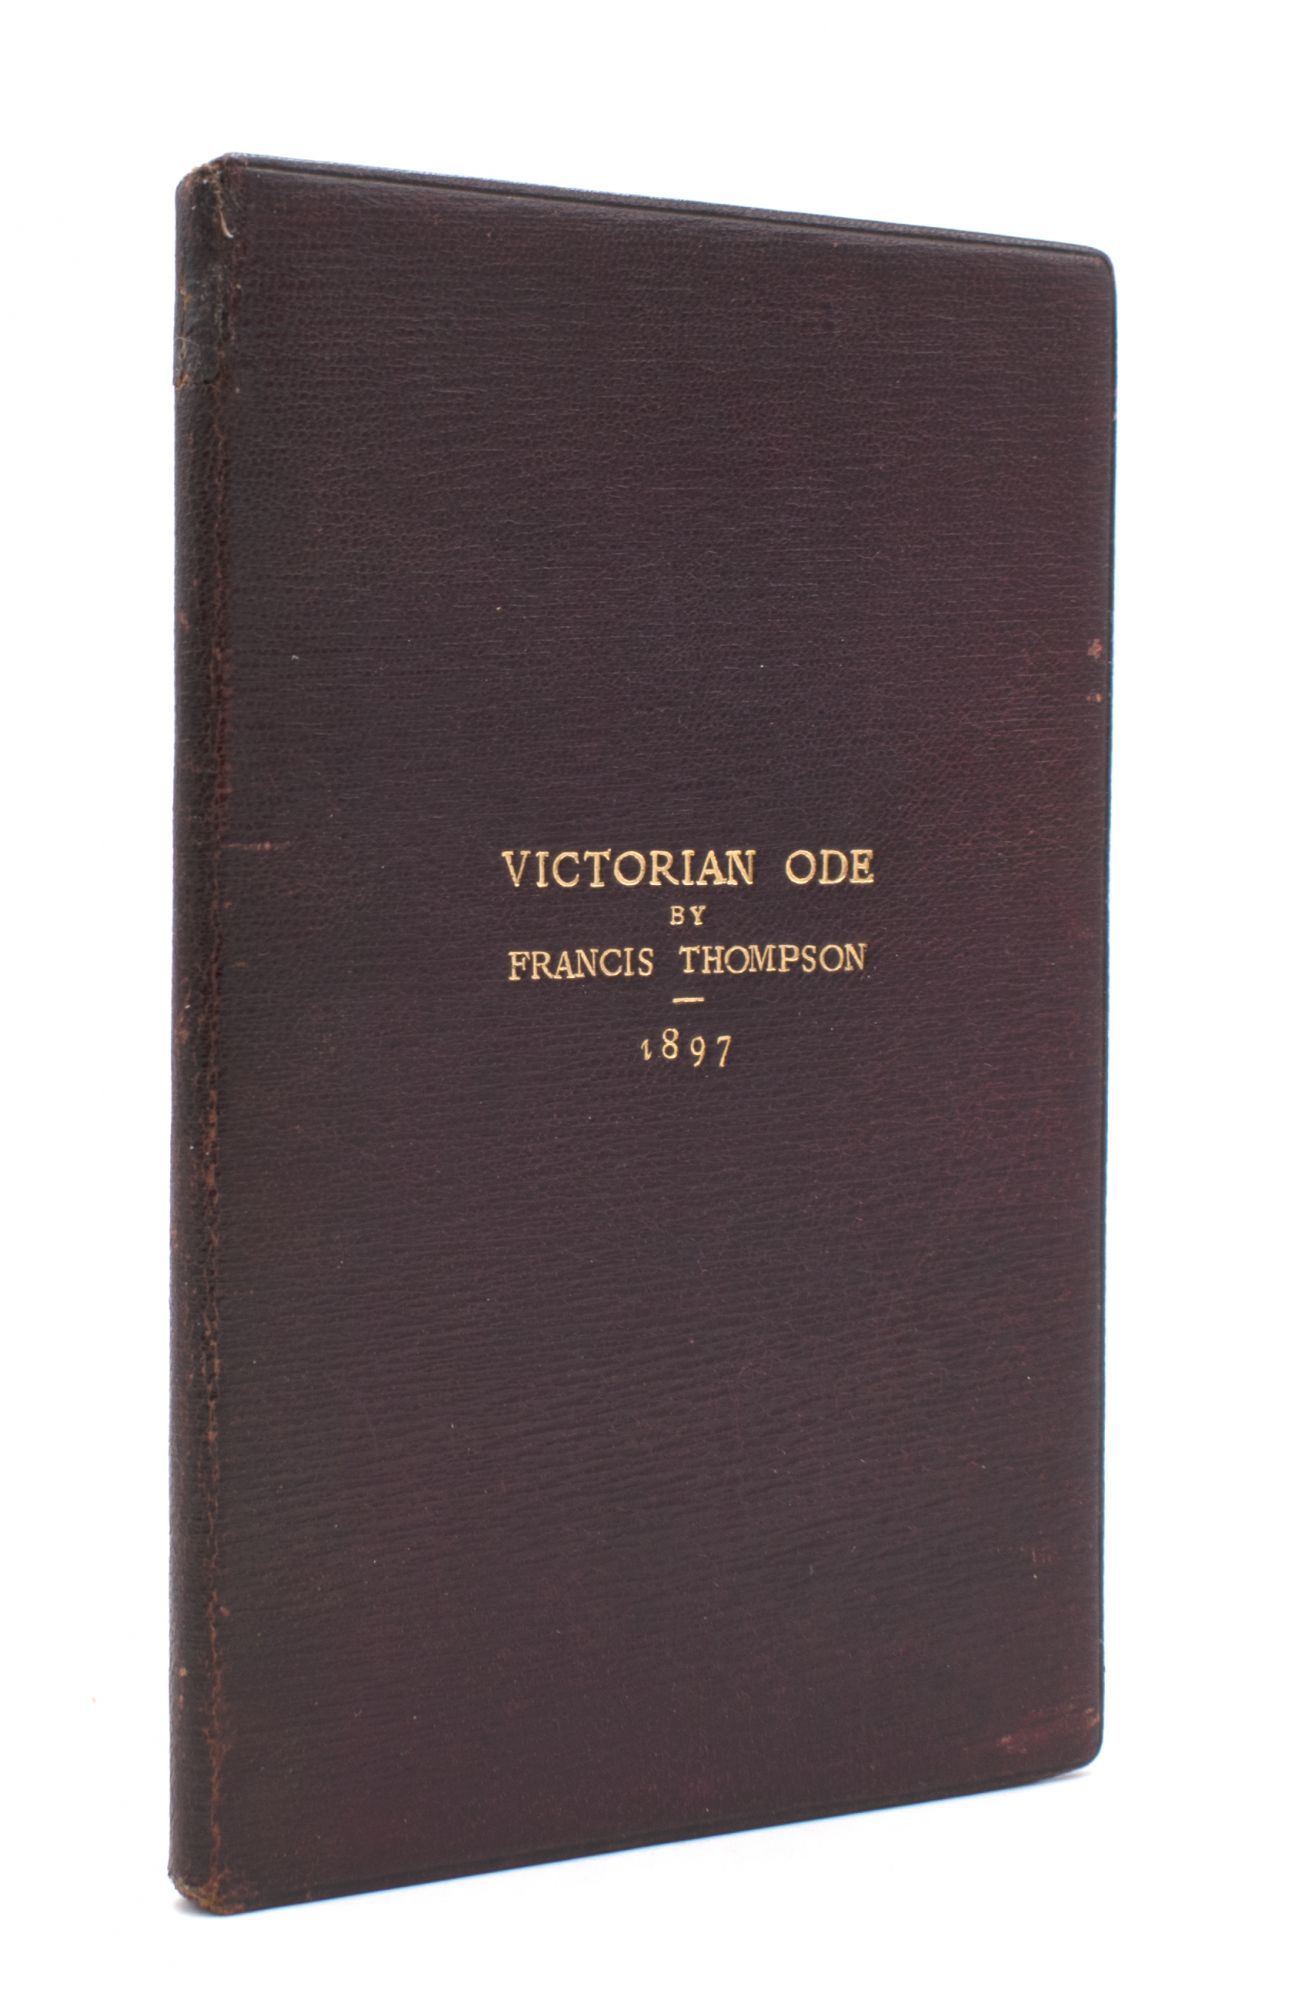 VICTORIAN ODE
BY
FRANCIS THOMPSON
—
1897